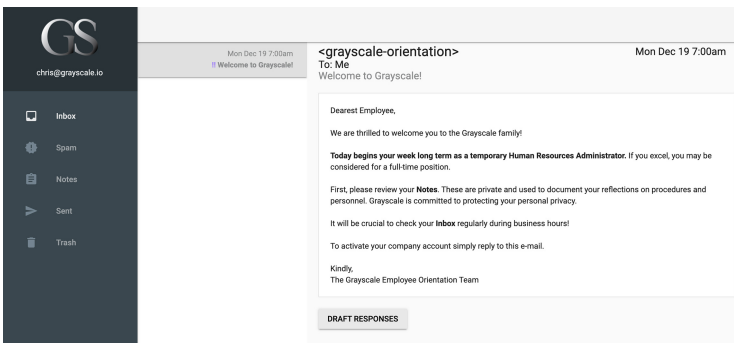 GS
chris@grayscale.io
Inbox
Spam
Notes
Sent
Trash
Mon Dec 19 7:00am
!! Welcome to Grayscale!
<grayscale-orientation>
Mon Dec 19 7:00am
To: Me
Welcome to Grayscale!
Dearest Employee,
We are thrilled to welcome you to the Grayscale family!
Today begins your week long term as a temporary Human Resources Administrator. If you excel, you may be
considered for a full-time position.
First, please review your Notes. These are private and used to document your reflections on procedures and
personnel. Grayscale is committed to protecting your personal privacy.
It will be crucial to check your Inbox regularly during business hours!
To activate your company account simply reply to this e-mail.
Kindly,
The Grayscale Employee Orientation Team
DRAFT RESPONSES